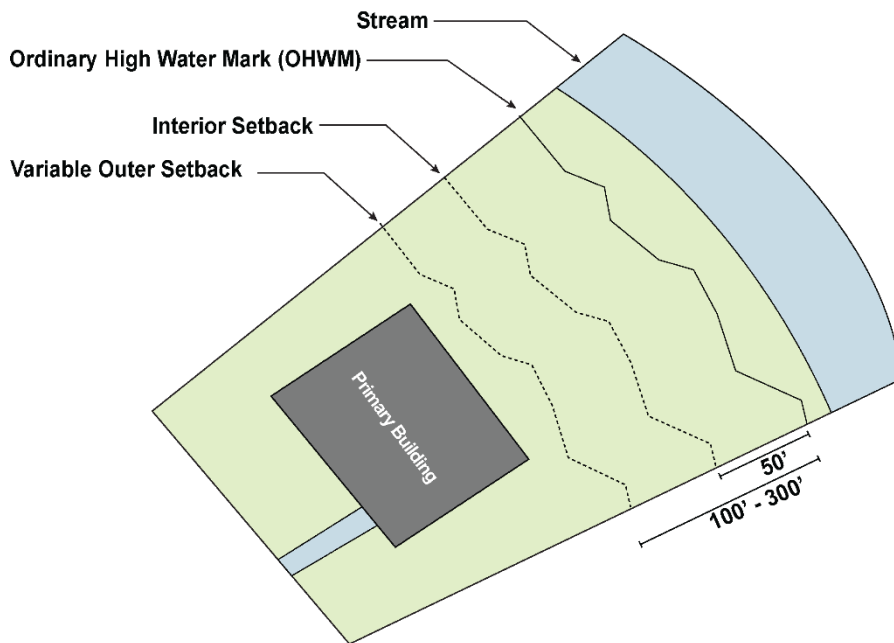 Stream
Ordinary High Water Mark (OHWM)
Interior Setback
Variable Outer Setback
Primary Building
50’
100’ - 300’